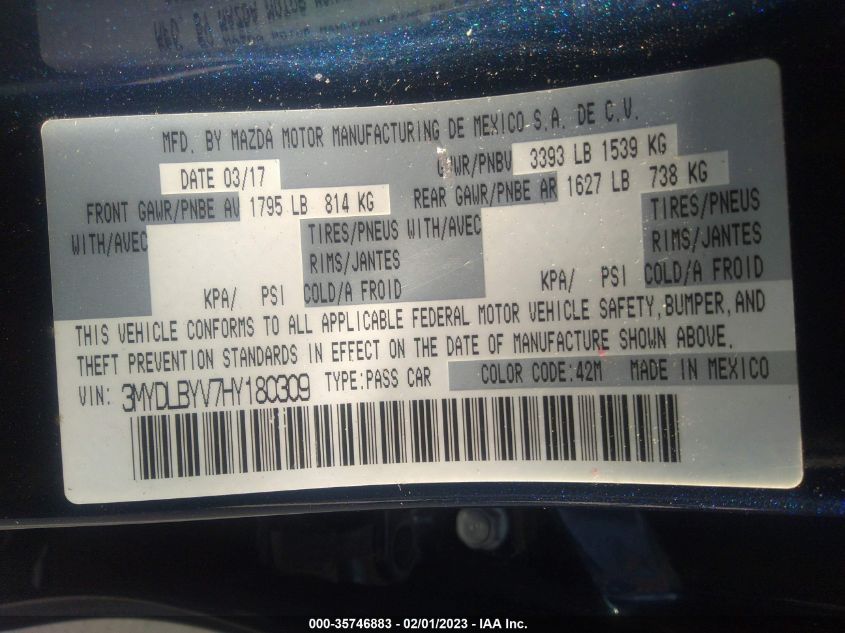 MFD. BY MAZDA MOTOR MANUFACTURING DE MEXICO S.A. DE C.V.
DATE 03/17 GAWR/PNBV 3393 LB 1539 KG
FRONT GAWR/PNBE AV 1795 LB 814 KG REAR GAWR/PNBE AR 1627 LB 738 KG
WITH/AVEC TIRES/PNEUS WITH/AVEC TIRES/PNEUS
RIMS/JANTES RIMS/JANTES
KPA/ PSI COLD/A FROID KPA/ PSI COLD/A FROID
THIS VEHICLE CONFORMS TO ALL APPLICABLE FEDERAL MOTOR VEHICLE SAFETY, BUMPER, AND
THEFT PREVENTION STANDARDS IN EFFECT ON THE DATE OF MANUFACTURE SHOWN ABOVE.
VIN: 3MYDLBYV7HY180309 TYPE:PASS CAR COLOR CODE:42M MADE IN MEXICO
000-35746883 - 02/01/2023 - IAA Inc.